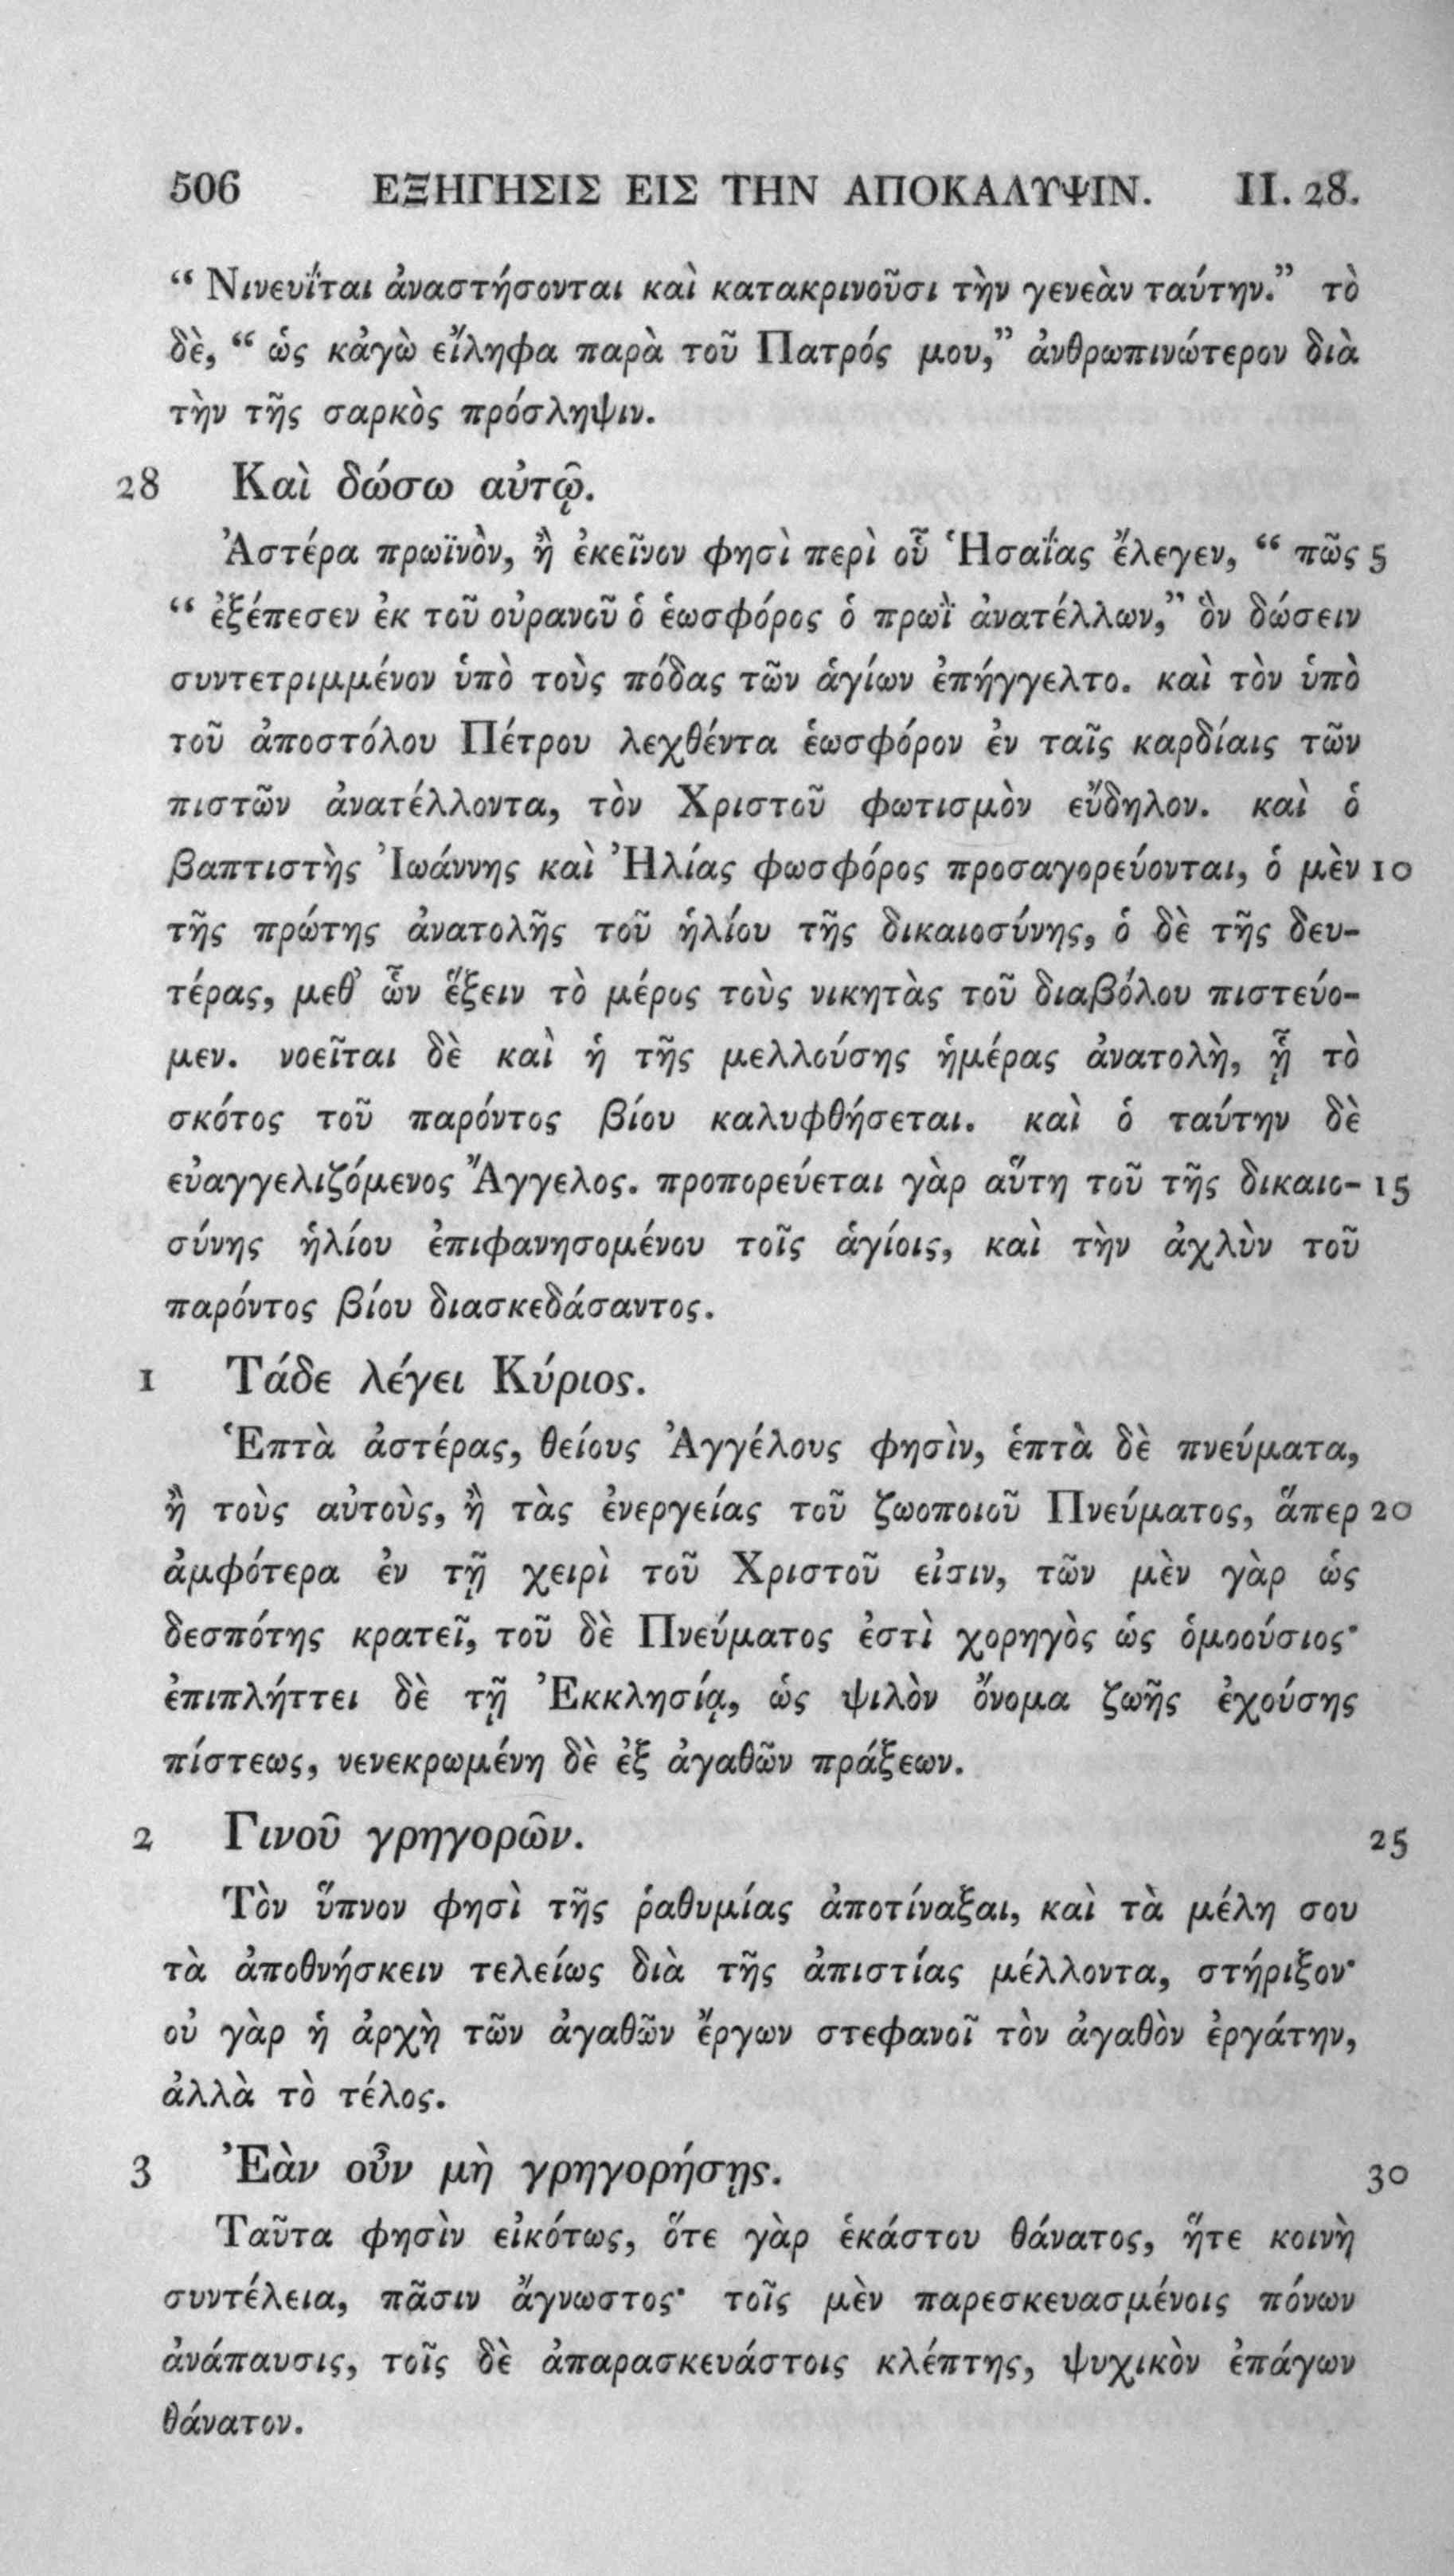 506 ΕΞΗΓΗΣΙΣ ΕΙΣ ΤΗΝ ΑΠΟΚΑΛΥΨΙΝ. II. 28.
“ Νινευΐται ἀναστήσονται καὶ κατακρινοῦσι τὴν γενεὰν ταύτην.” τὸ
δὲ, “ ὡς κἀγὼ εἴληφα παρὰ τοῦ Πατρός μου,” ἀνθρωπινώτερον διὰ
τὴν τῆς σαρκὸς πρόσληψιν.
28 Καὶ δώσω αὐτῷ.
Ἀστέρα πρωϊνὸν, ἢ ἐκεῖνον φησὶ περὶ οὗ Ἡσαΐας ἔλεγεν, “ πῶς 5
“ ἐξέπεσεν ἐκ τοῦ οὐρανοῦ ὁ ἑωσφόρος ὁ πρωῒ ἀνατέλλων,” ὃν δώσειν
συντετριμμένον ὑπὸ τοὺς πόδας τῶν ἁγίων ἐπήγγελτο. καὶ τὸν ὑπὸ
τοῦ ἀποστόλου Πέτρου λεχθέντα ἑωσφόρον ἐν ταῖς καρδίαις τῶν
πιστῶν ἀνατέλλοντα, τὸν Χριστοῦ φωτισμὸν εὔδηλον. καὶ ὁ
βαπτιστὴς Ἰωάννης καὶ Ἠλίας φωσφόρος προσαγορεύονται, ὁ μὲν 10
τῆς πρώτης ἀνατολῆς τοῦ ἡλίου τῆς δικαιοσύνης, ὁ δὲ τῆς δευ-
τέρας, μεθ’ ὧν ἕξειν τὸ μέρος τοὺς νικητὰς τοῦ διαβόλου πιστεύο-
μεν. νοεῖται δὲ καὶ ἡ τῆς μελλούσης ἡμέρας ἀνατολὴ, ᾗ τὸ
σκότος τοῦ παρόντος βίου καλυφθήσεται. καὶ ὁ ταύτην δὲ
εὐαγγελιζόμενος Ἄγγελος. προπορεύεται γὰρ αὕτη τοῦ τῆς δικαιο- 15
σύνης ἡλίου ἐπιφανησομένου τοῖς ἁγίοις, καὶ τὴν ἀχλὺν τοῦ
παρόντος βίου διασκεδάσαντος.
1 Τάδε λέγει Κύριος.
Ἑπτὰ ἀστέρας, θείους Ἀγγέλους φησὶν, ἑπτὰ δὲ πνεύματα,
ἢ τοὺς αὐτοὺς, ἢ τὰς ἐνεργείας τοῦ ζωοποιοῦ Πνεύματος, ἅπερ 20
ἀμφότερα ἐν τῇ χειρὶ τοῦ Χριστοῦ εἰσιν, τῶν μὲν γὰρ ὡς
δεσπότης κρατεῖ, τοῦ δὲ Πνεύματος ἐστὶ χορηγὸς ὡς ὁμοούσιος·
ἐπιπλήττει δὲ τῇ Ἐκκλησίᾳ, ὡς ψιλὸν ὄνομα ζωῆς ἐχούσης
πίστεως, νενεκρωμένη δὲ ἐξ ἀγαθῶν πράξεων.
2 Γινοῦ γρηγορῶν. 25
Τὸν ὕπνον φησὶ τῆς ῥαθυμίας ἀποτίναξαι, καὶ τὰ μέλη σου
τὰ ἀποθνήσκειν τελείως διὰ τῆς ἀπιστίας μέλλοντα, στήριξον·
οὐ γὰρ ἡ ἀρχὴ τῶν ἀγαθῶν ἔργων στεφανοῖ τὸν ἀγαθὸν ἐργάτην,
ἀλλὰ τὸ τέλος.
3 Ἐὰν οὖν μὴ γρηγορήσῃς. 30
Ταῦτα φησὶν εἰκότως, ὅτε γὰρ ἑκάστου θάνατος, ἥτε κοινὴ
συντέλεια, πᾶσιν ἄγνωστος· τοῖς μὲν παρεσκευασμένοις πόνων
ἀνάπαυσις, τοῖς δὲ ἀπαρασκευάστοις κλέπτης, ψυχικὸν ἐπάγων
θάνατον.